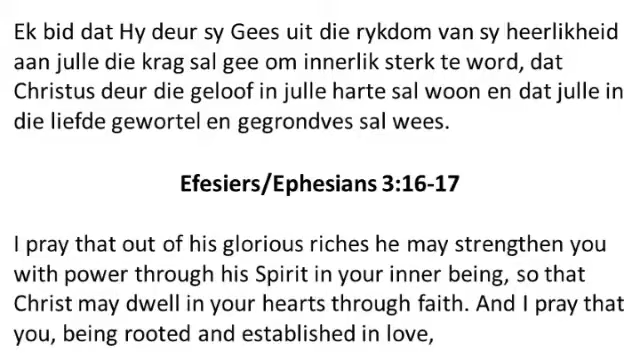 Ek bid dat Hy deur sy Gees uit die rykdom van sy heerlikheid
aan julle die krag sal gee om innerlik sterk te word, dat
Christus deur die geloof in julle harte sal woon en dat julle in
die liefde gewortel en gegrondves sal wees.
Efesiers/Ephesians 3:16-17
I pray that out of his glorious riches he may strengthen you
with power through his Spirit in your inner being, so that
Christ may dwell in your hearts through faith. And I pray that
you, being rooted and established in love,